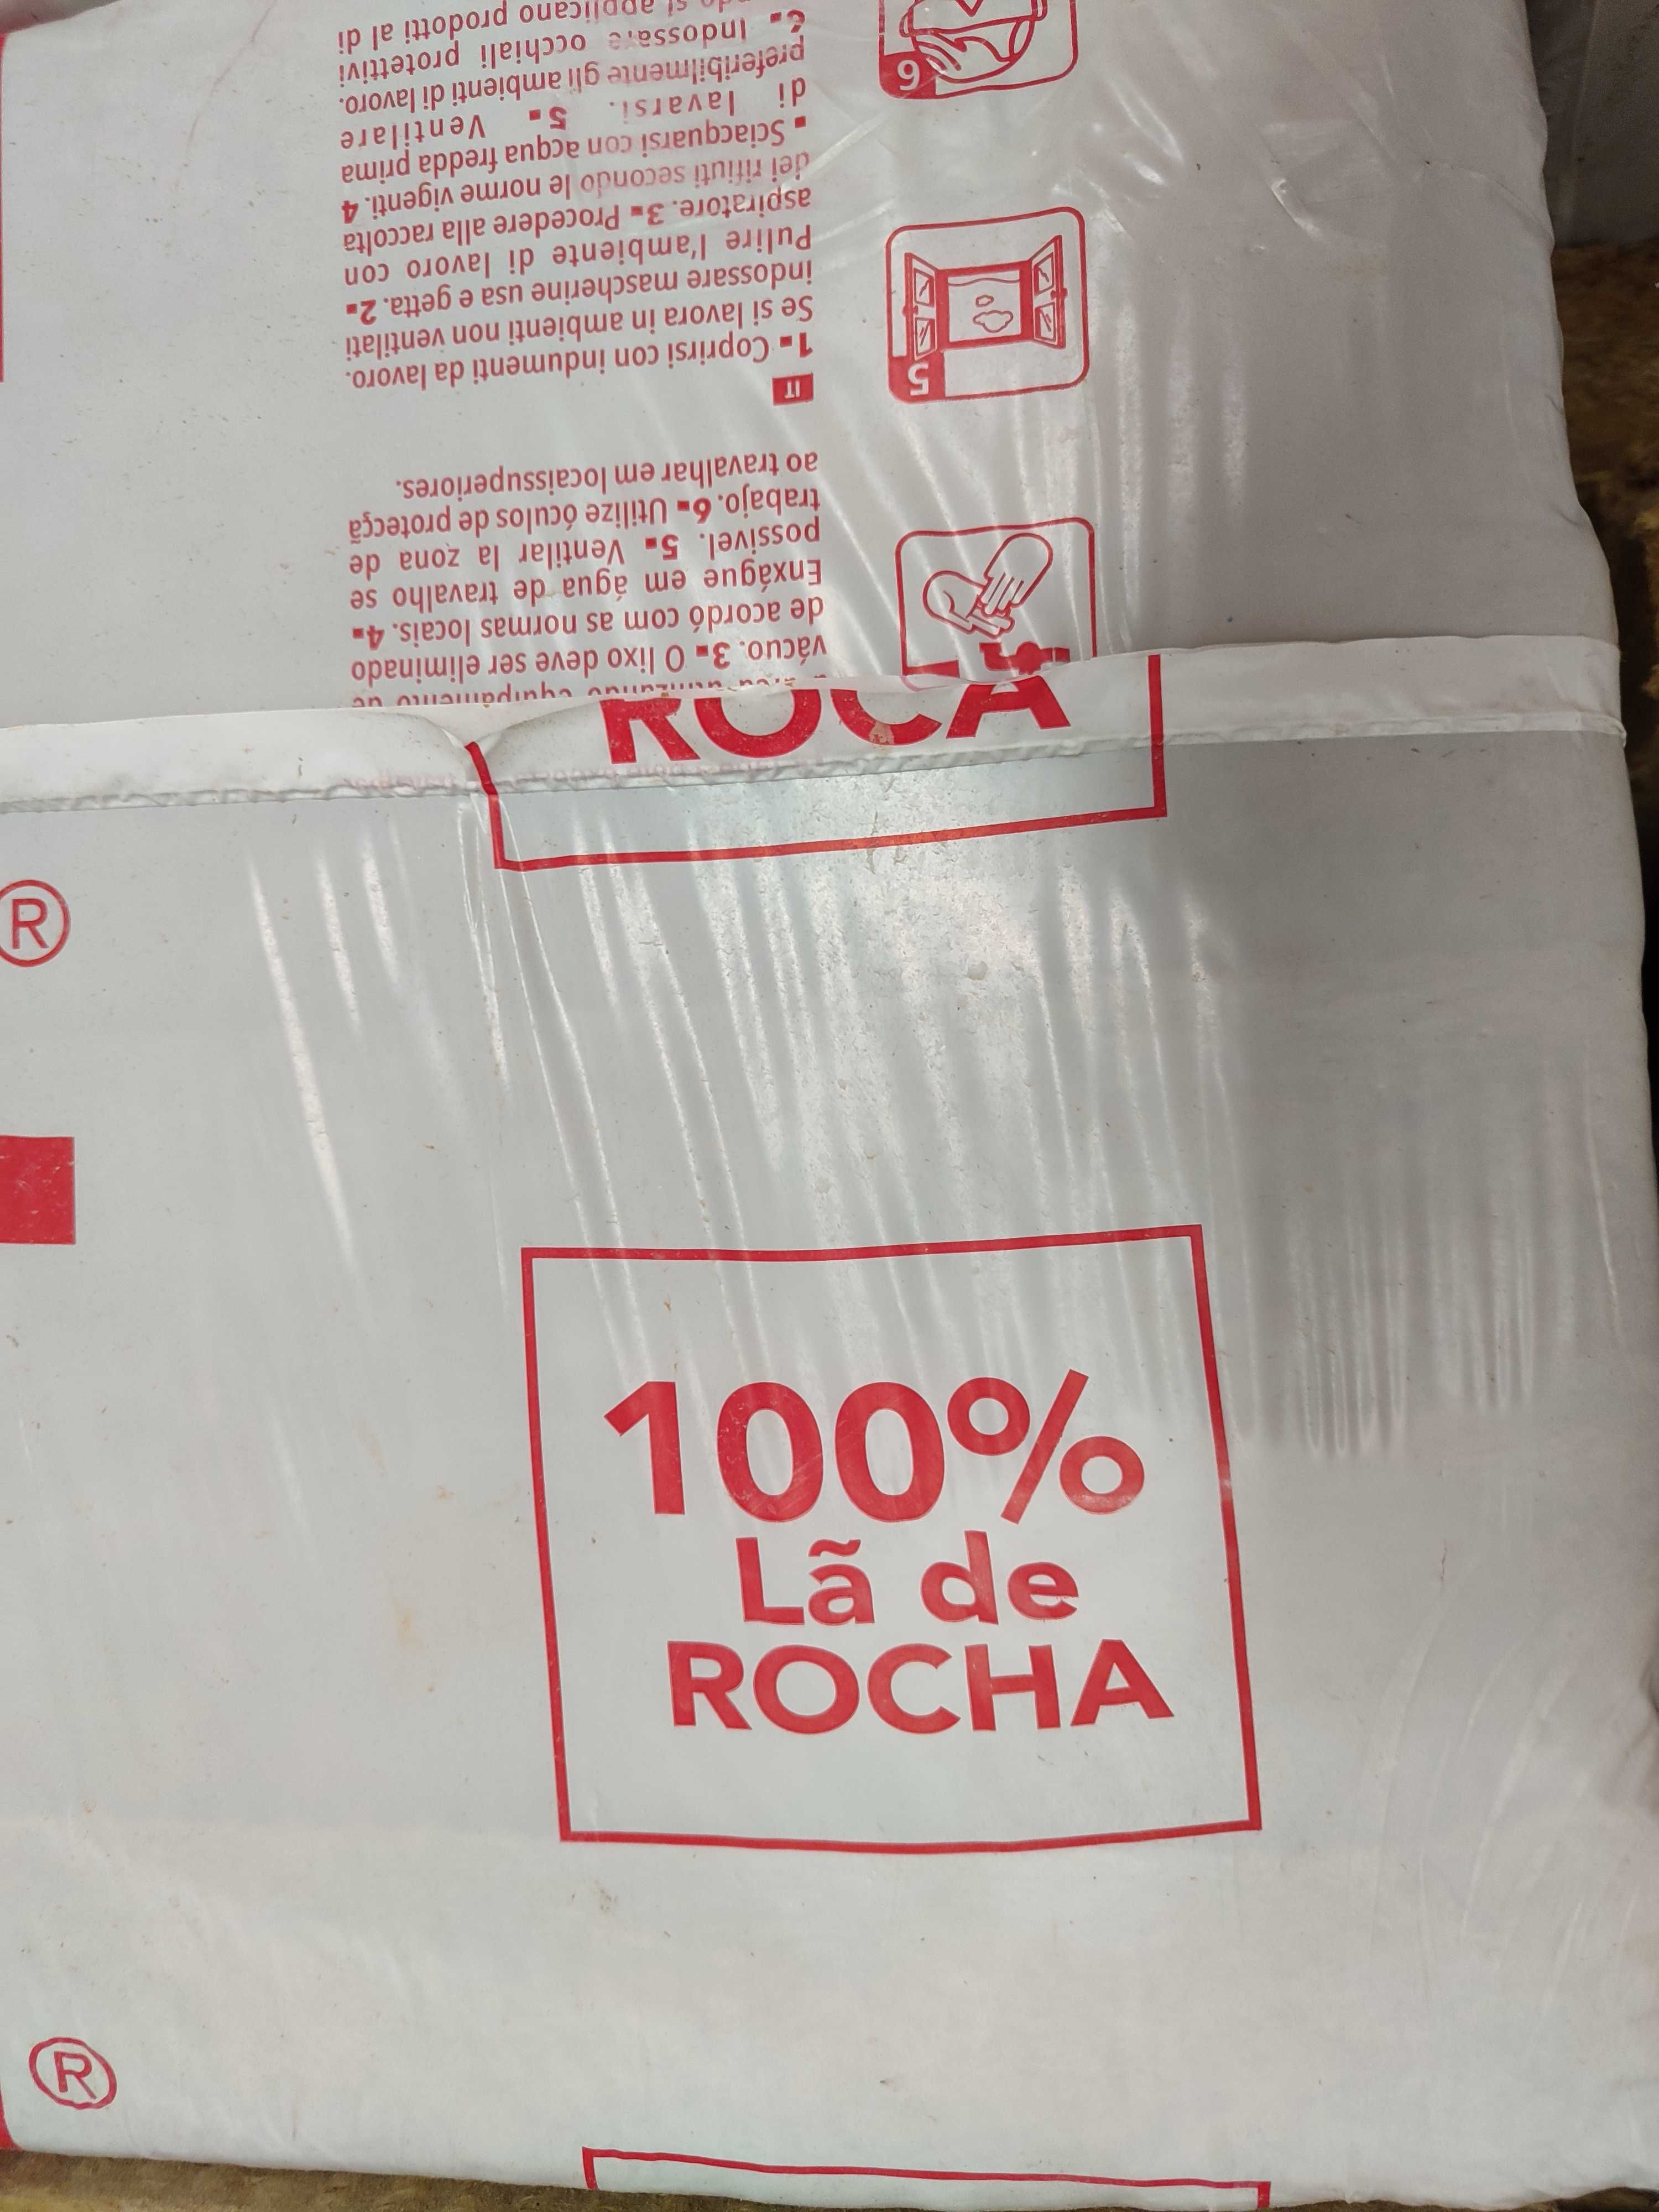 ROCA
®
100%
Lã de
ROCHA
®
vácuo. 3▪ O lixo deve ser eliminado
de acordó com as normas locais. 4▪
Enxágue em água de travalho se
possivel. 5▪ Ventilar la zona de
trabajo. 6▪ Utilize óculos de protecçã
ao travalhar em locaissuperiores.
IT
1▪ Coprirsi con indumenti da lavoro.
Se si lavora in ambienti non ventilati
indossare mascherine usa e getta. 2▪
Pulire l'ambiente di lavoro con
aspiratore. 3▪ Procedere alla raccolta
dei rifiuti secondo le norme vigenti. 4
▪ Sciacquarsi con acqua fredda prima
di lavarsi. 5▪ Ventilare
preferibilmente gli ambienti di lavoro.
6▪ Indossare occhiali protettivi
si applicano prodotti al di
5
6